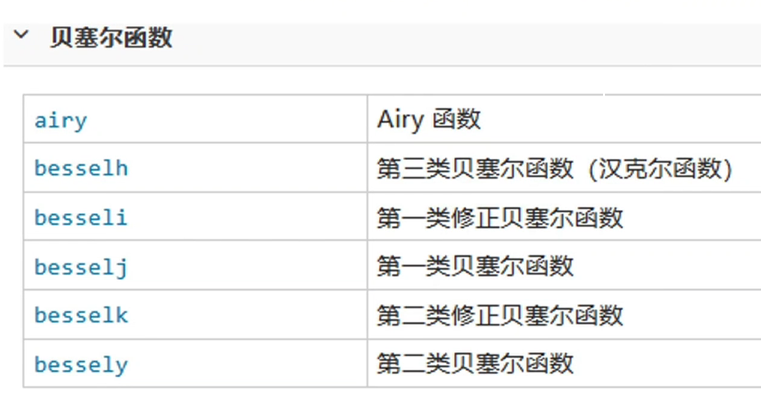 贝塞尔函数
airy Airy 函数
besselh 第三类贝塞尔函数（汉克尔函数）
besseli 第一类修正贝塞尔函数
besselj 第一类贝塞尔函数
besselk 第二类修正贝塞尔函数
bessely 第二类贝塞尔函数